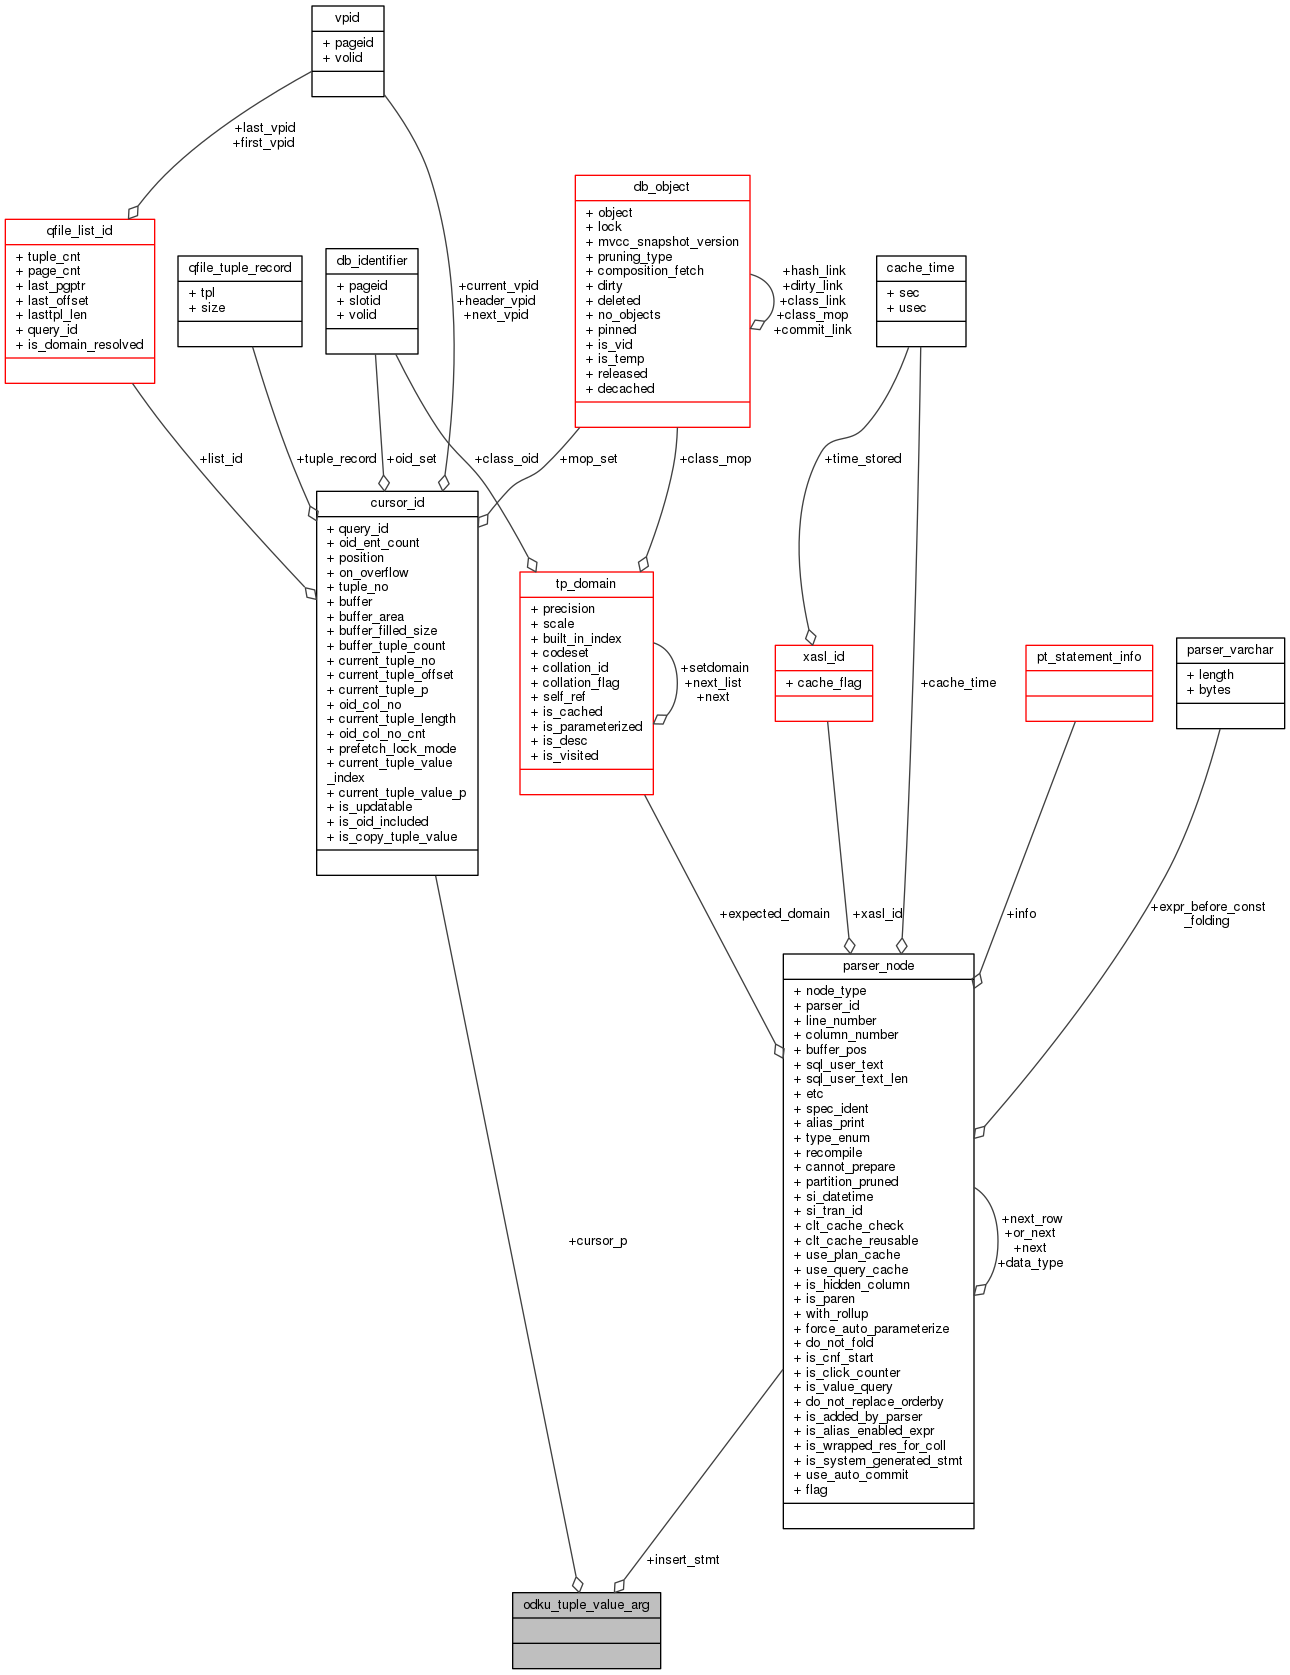 vpid
+ pageid
+ volid
+last_vpid
+first_vpid
db_object
+ object
+ lock
+ mvcc_snapshot_version
+ pruning_type
+ composition_fetch
+ dirty
+ deleted
+ no_objects
+ pinned
+ is_vid
+ is_temp
+ released
+ decached
+hash_link
+dirty_link
+class_link
+class_mop
+commit_link
qfile_list_id
+ tuple_cnt
+ page_cnt
+ last_pgptr
+ last_offset
+ lasttpl_len
+ query_id
+ is_domain_resolved
qfile_tuple_record
+ tpl
+ size
db_identifier
+ pageid
+ slotid
+ volid
+current_vpid
+header_vpid
+next_vpid
cache_time
+ sec
+ usec
+list_id
+tuple_record
+oid_set
+class_oid
+mop_set
+class_mop
+time_stored
cursor_id
+ query_id
+ oid_ent_count
+ position
+ on_overflow
+ tuple_no
+ buffer
+ buffer_area
+ buffer_filled_size
+ buffer_tuple_count
+ current_tuple_no
+ current_tuple_offset
+ current_tuple_p
+ oid_col_no
+ current_tuple_length
+ oid_col_no_cnt
+ prefetch_lock_mode
+ current_tuple_value
_index
+ current_tuple_value_p
+ is_updatable
+ is_oid_included
+ is_copy_tuple_value
tp_domain
+ precision
+ scale
+ built_in_index
+ codeset
+ collation_id
+ collation_flag
+ self_ref
+ is_cached
+ is_parameterized
+ is_desc
+ is_visited
+setdomain
+next_list
+next
xasl_id
+ cache_flag
+cache_time
pt_statement_info
parser_varchar
+ length
+ bytes
+expected_domain
+xasl_id
+info
+expr_before_const
_folding
parser_node
+ node_type
+ parser_id
+ line_number
+ column_number
+ buffer_pos
+ sql_user_text
+ sql_user_text_len
+ etc
+ spec_ident
+ alias_print
+ type_enum
+ recompile
+ cannot_prepare
+ partition_pruned
+ si_datetime
+ si_tran_id
+ clt_cache_check
+ clt_cache_reusable
+ use_plan_cache
+ use_query_cache
+ is_hidden_column
+ is_paren
+ with_rollup
+ force_auto_parameterize
+ do_not_fold
+ is_cnf_start
+ is_click_counter
+ is_value_query
+ do_not_replace_orderby
+ is_added_by_parser
+ is_alias_enabled_expr
+ is_wrapped_res_for_coll
+ is_system_generated_stmt
+ use_auto_commit
+ flag
+next_row
+or_next
+next
+data_type
+cursor_p
+insert_stmt
odku_tuple_value_arg